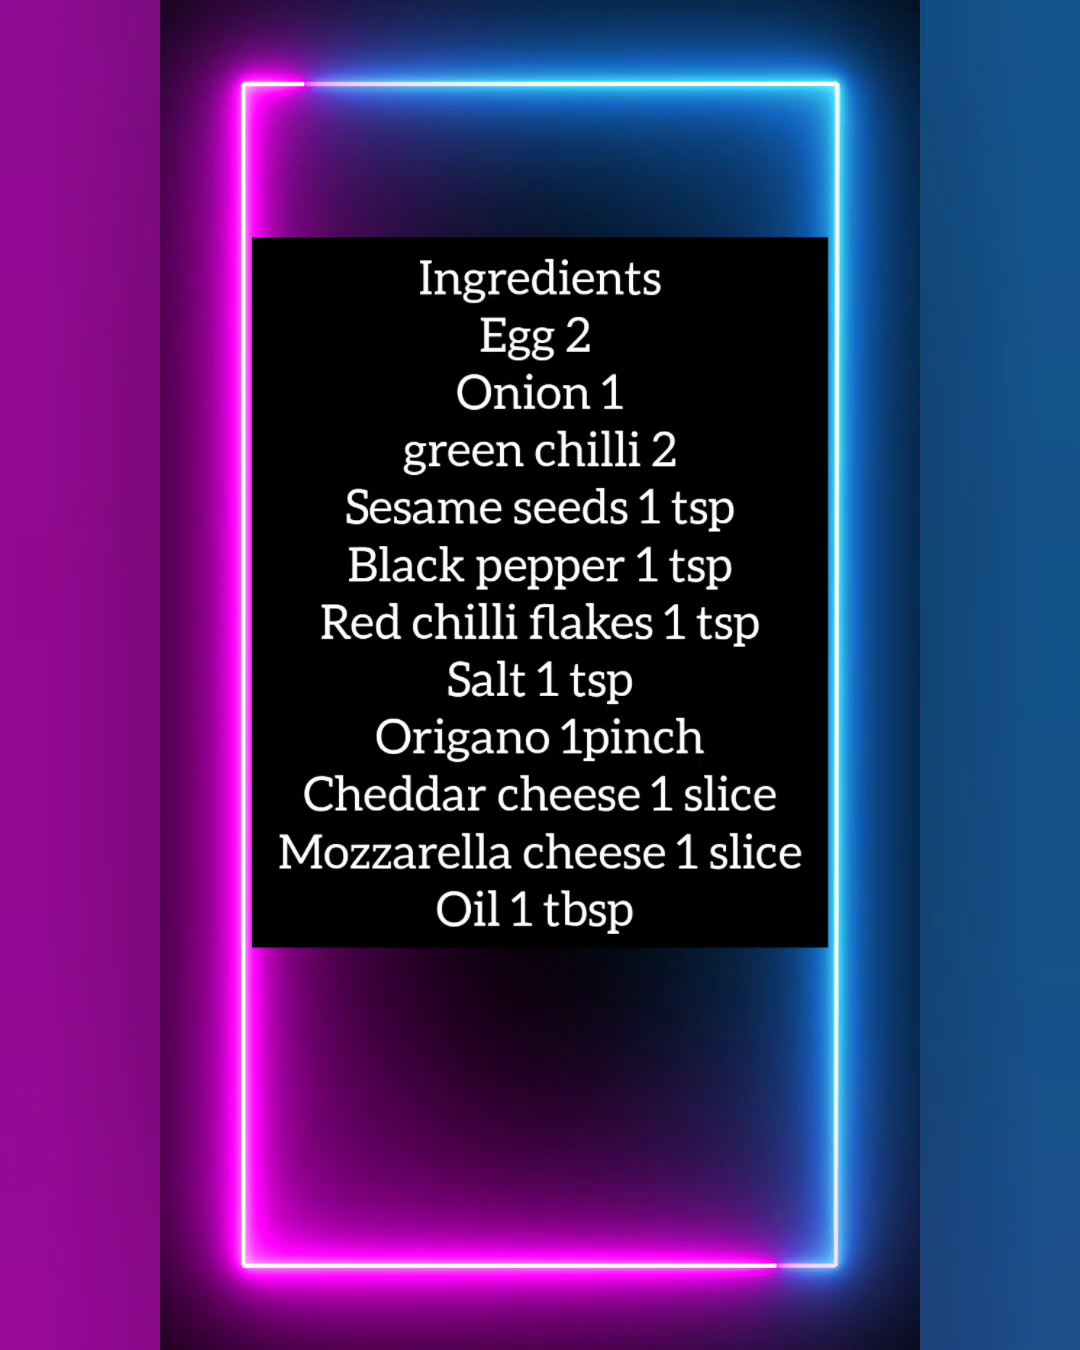 Ingredients
Egg 2
Onion 1
green chilli 2
Sesame seeds 1 tsp
Black pepper 1 tsp
Red chilli flakes 1 tsp
Salt 1 tsp
Origano 1pinch
Cheddar cheese 1 slice
Mozzarella cheese 1 slice
Oil 1 tbsp